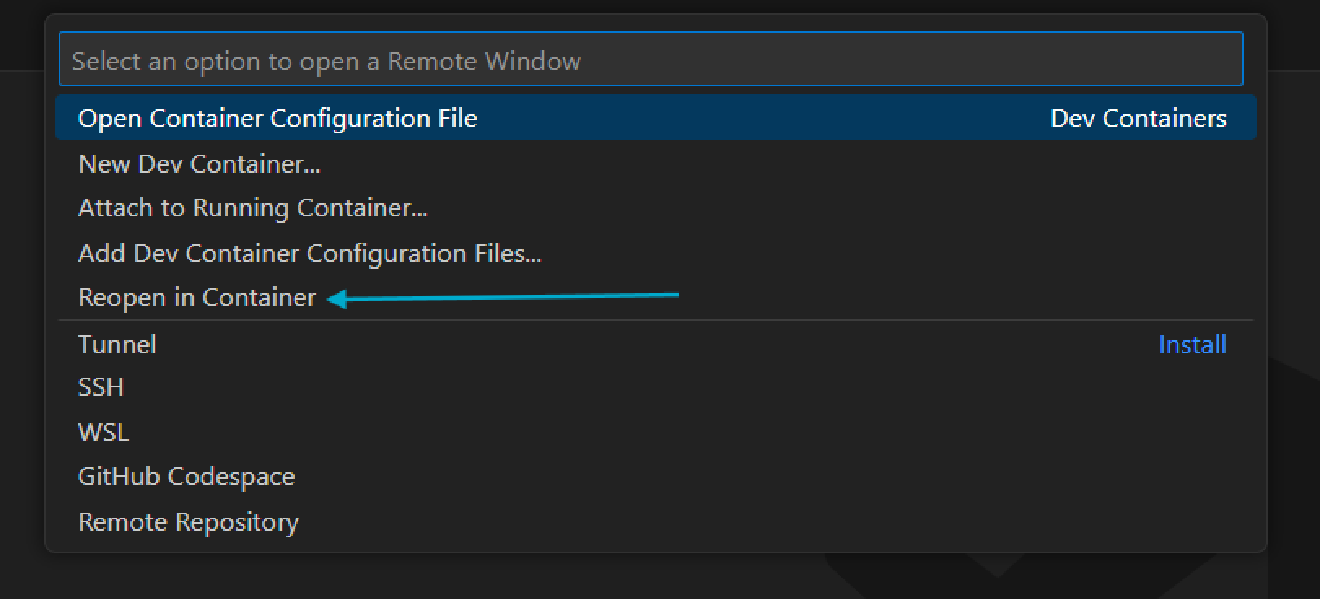 Select an option to open a Remote Window
Open Container Configuration File Dev Containers
New Dev Container...
Attach to Running Container...
Add Dev Container Configuration Files...
Reopen in Container
Tunnel Install
SSH
WSL
GitHub Codespace
Remote Repository